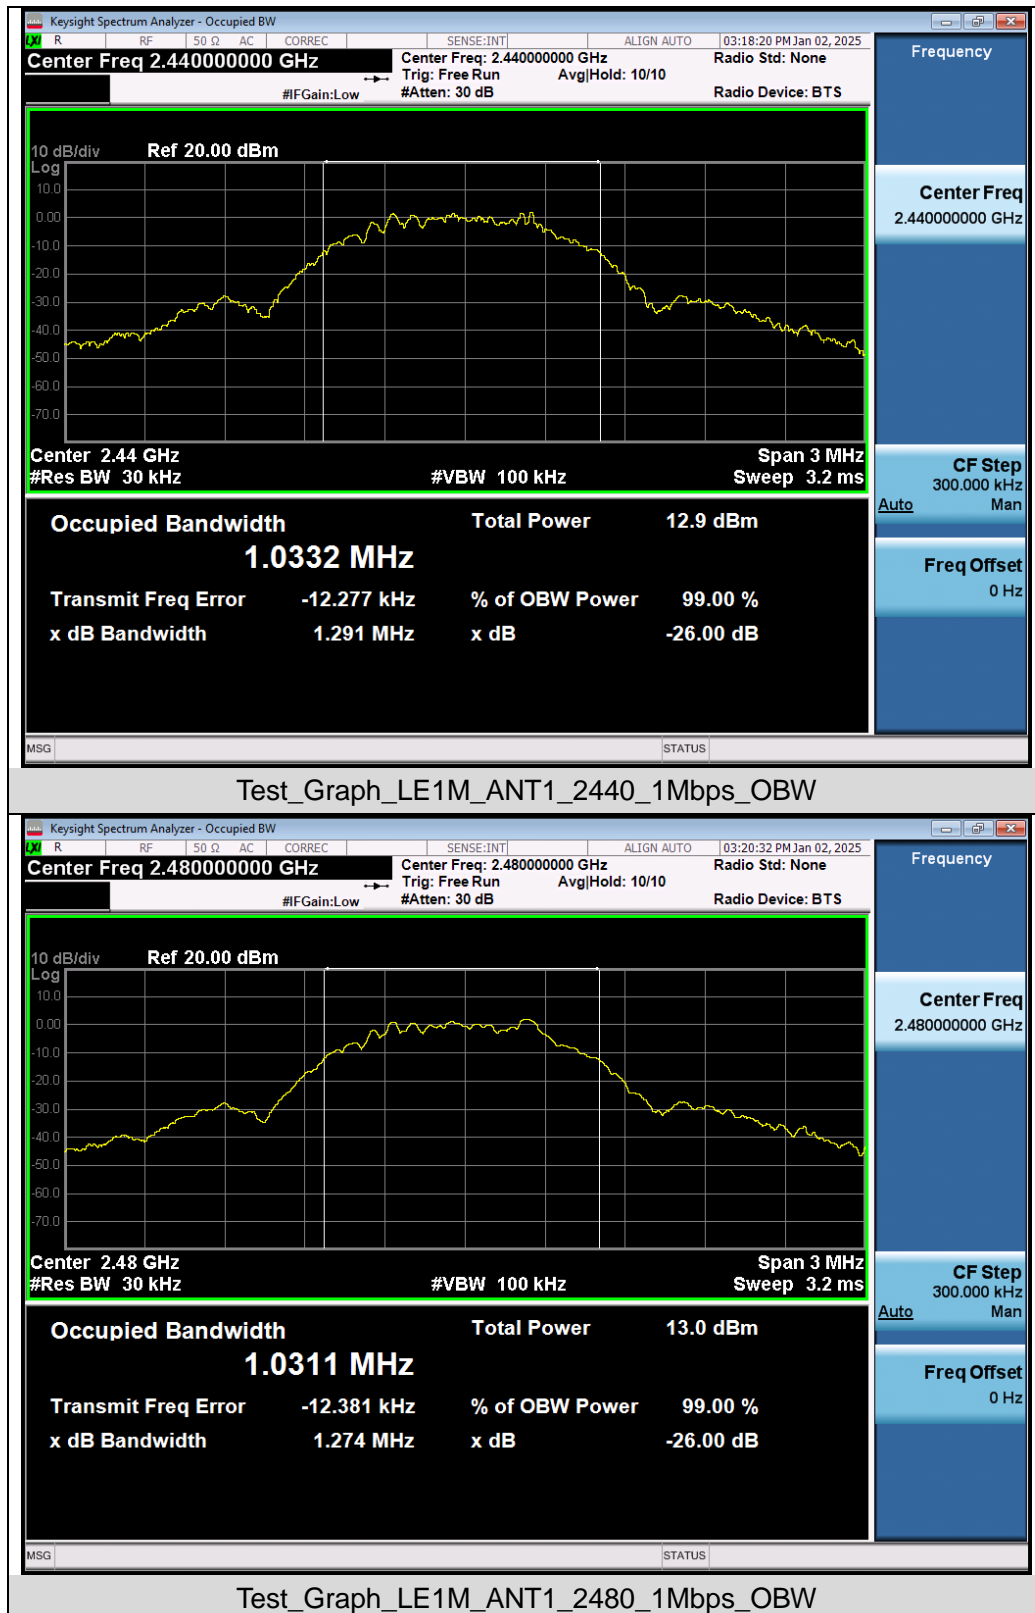 Keysight Spectrum Analyzer - Occupied BW
LXI R RF 50 Ω AC CORREC SENSE:INT ALIGN AUTO 03:18:20 PM Jan 02, 2025
Center Freq 2.440000000 GHz Center Freq: 2.440000000 GHz Radio Std: None
Trig: Free Run Avg|Hold: 10/10
#IFGain:Low #Atten: 30 dB Radio Device: BTS
Frequency
10 dB/div Ref 20.00 dBm
Log
10.0
0.00
-10.0
-20.0
-30.0
-40.0
-50.0
-60.0
-70.0
Center 2.44 GHz Span 3 MHz
#Res BW 30 kHz #VBW 100 kHz Sweep 3.2 ms
Center Freq
2.440000000 GHz
CF Step
300.000 kHz
Auto Man
Freq Offset
0 Hz
Occupied Bandwidth Total Power 12.9 dBm
1.0332 MHz
Transmit Freq Error -12.277 kHz % of OBW Power 99.00 %
x dB Bandwidth 1.291 MHz x dB -26.00 dB
MSG STATUS
Test_Graph_LE1M_ANT1_2440_1Mbps_OBW
Keysight Spectrum Analyzer - Occupied BW
LXI R RF 50 Ω AC CORREC SENSE:INT ALIGN AUTO 03:20:32 PM Jan 02, 2025
Center Freq 2.480000000 GHz Center Freq: 2.480000000 GHz Radio Std: None
Trig: Free Run Avg|Hold: 10/10
#IFGain:Low #Atten: 30 dB Radio Device: BTS
Frequency
10 dB/div Ref 20.00 dBm
Log
10.0
0.00
-10.0
-20.0
-30.0
-40.0
-50.0
-60.0
-70.0
Center 2.48 GHz Span 3 MHz
#Res BW 30 kHz #VBW 100 kHz Sweep 3.2 ms
Center Freq
2.480000000 GHz
CF Step
300.000 kHz
Auto Man
Freq Offset
0 Hz
Occupied Bandwidth Total Power 13.0 dBm
1.0311 MHz
Transmit Freq Error -12.381 kHz % of OBW Power 99.00 %
x dB Bandwidth 1.274 MHz x dB -26.00 dB
MSG STATUS
Test_Graph_LE1M_ANT1_2480_1Mbps_OBW